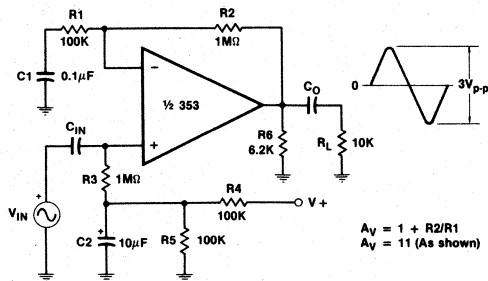 R1
100K
R2
1MΩ
C1
0.1µF
−
½ 353
+
CO
R6
6.2K
RL
10K
0
3Vp-p
CIN
R3
1MΩ
R4
100K
V+
VIN
+
+
C2
10µF
R5
100K
AV = 1 + R2/R1
AV = 11 (As shown)